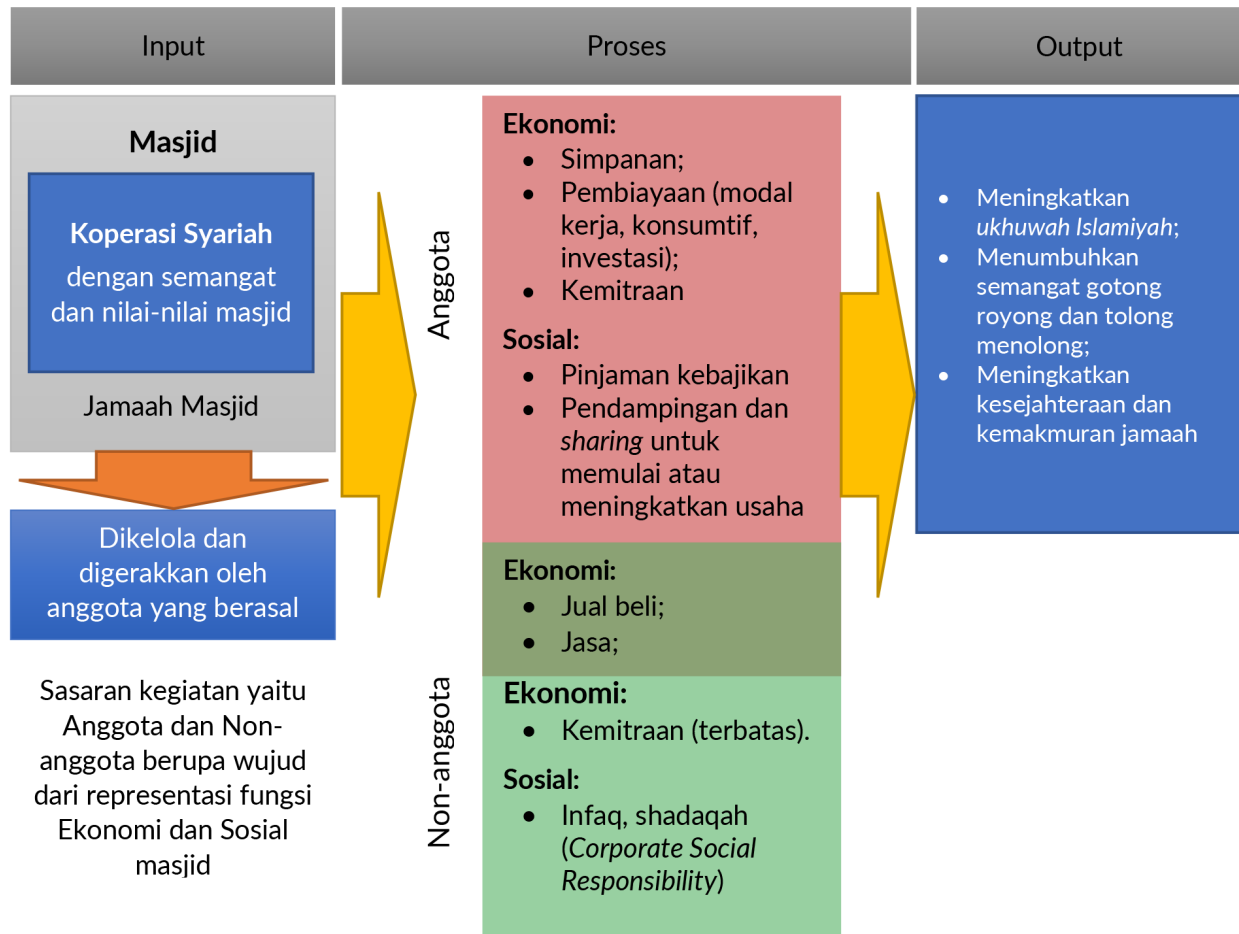 Input
Proses
Output
Masjid
Koperasi Syariah
dengan semangat
dan nilai-nilai masjid
Jamaah Masjid
Dikelola dan
digerakkan oleh
anggota yang berasal
Sasaran kegiatan yaitu
Anggota dan Non-
anggota berupa wujud
dari representasi fungsi
Ekonomi dan Sosial
masjid
Anggota
Ekonomi:
• Simpanan;
• Pembiayaan (modal
kerja, konsumtif,
investasi);
• Kemitraan
Sosial:
• Pinjaman kebajikan
• Pendampingan dan
sharing untuk
memulai atau
meningkatkan usaha
Ekonomi:
• Jual beli;
• Jasa;
Non-anggota
Ekonomi:
• Kemitraan (terbatas).
Sosial:
• Infaq, shadaqah
(Corporate Social
Responsibility)
• Meningkatkan
ukhuwah Islamiyah;
• Menumbuhkan
semangat gotong
royong dan tolong
menolong;
• Meningkatkan
kesejahteraan dan
kemakmuran jamaah